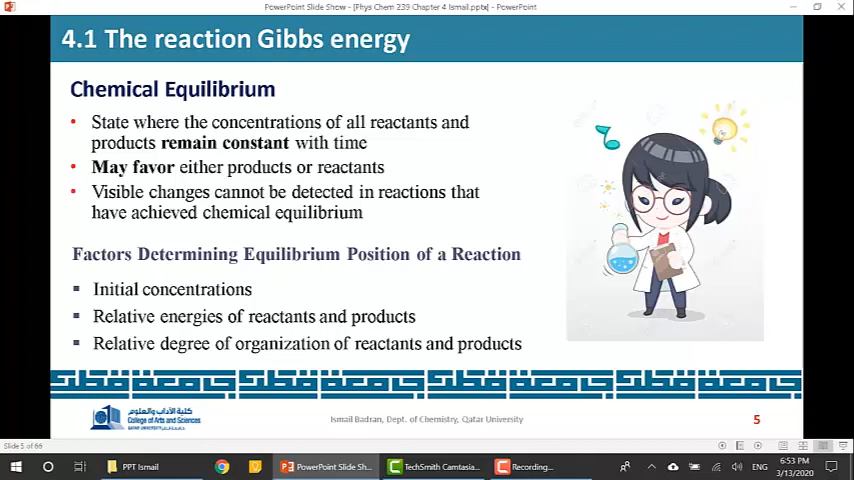 PowerPoint Slide Show - [Phys Chem 239 Chapter 4 Ismail.pptx] - PowerPoint
4.1 The reaction Gibbs energy
Chemical Equilibrium
• State where the concentrations of all reactants and
products remain constant with time
• May favor either products or reactants
• Visible changes cannot be detected in reactions that
have achieved chemical equilibrium
Factors Determining Equilibrium Position of a Reaction
▪ Initial concentrations
▪ Relative energies of reactants and products
▪ Relative degree of organization of reactants and products
كلية الآداب والعلوم
College of Arts and Sciences
Ismail Badran, Dept. of Chemistry, Qatar University
5
Slide 5 of 66
PPT Ismail
PowerPoint Slide Sh...
TechSmith Camtasia...
Recording...
ENG
6:53 PM
3/13/2020